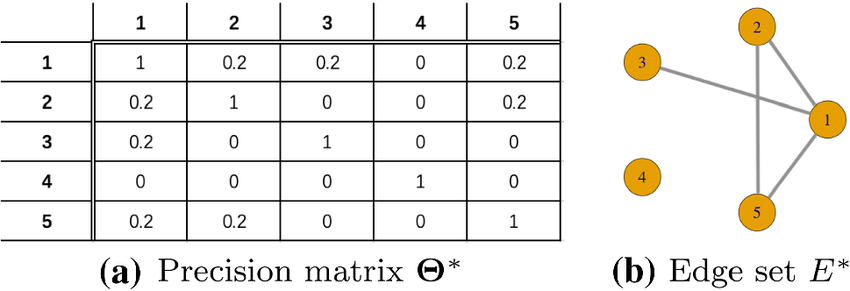 1 2 3 4 5
1 1 0.2 0.2 0 0.2
2 0.2 1 0 0 0.2
3 0.2 0 1 0 0
4 0 0 0 1 0
5 0.2 0.2 0 0 1
(a) Precision matrix Θ*
2
3
1
4
5
(b) Edge set E*